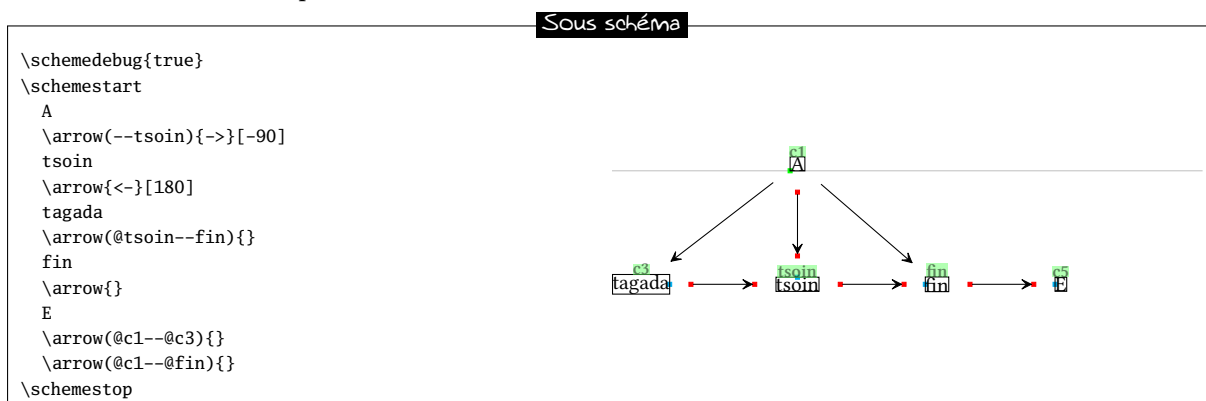 Sous schéma
\schemedebug{true}
\schemestart
A
\arrow(--tsoin){->}[-90]
tsoin
\arrow{<-}[180]
tagada
\arrow(@tsoin--fin){}
fin
\arrow{}
E
\arrow(@c1--@c3){}
\arrow(@c1--@fin){}
\schemestop
c1
A
c3 tsoin fin c5
tagada tsoin fin E